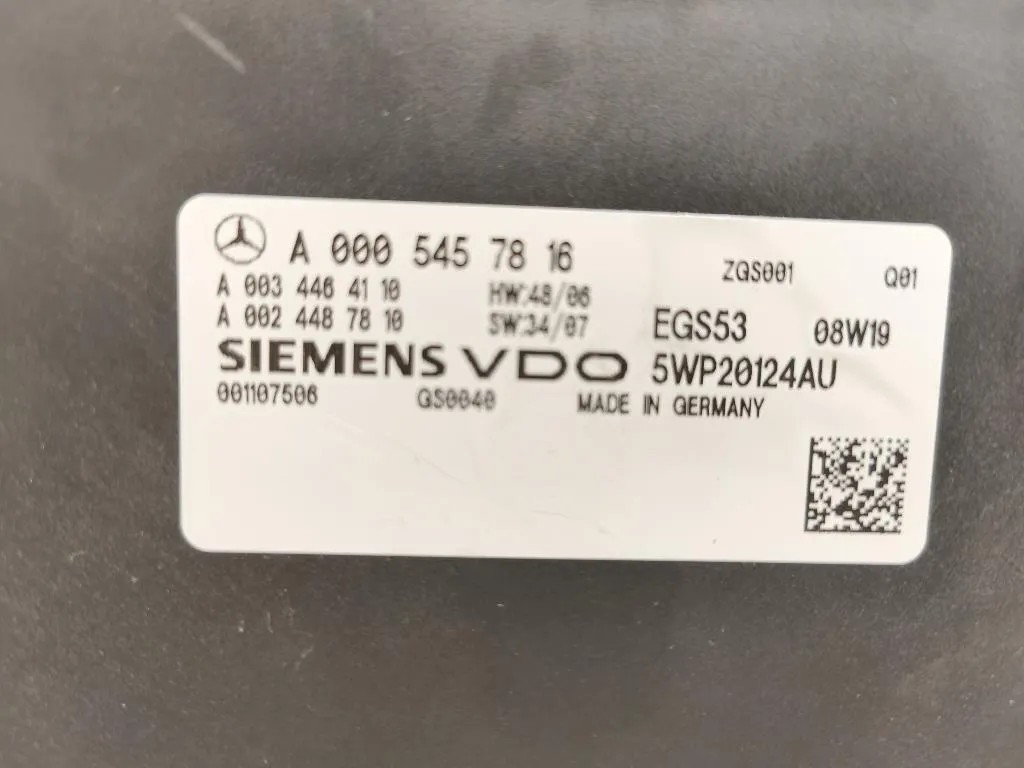 A 000 545 78 16 ZGS001 Q01
A 003 446 41 10 HW:48/06
A 002 448 78 10 SW:34/07 EGS53 08W19
SIEMENS VDO 5WP20124AU
001107506 GS0040 MADE IN GERMANY